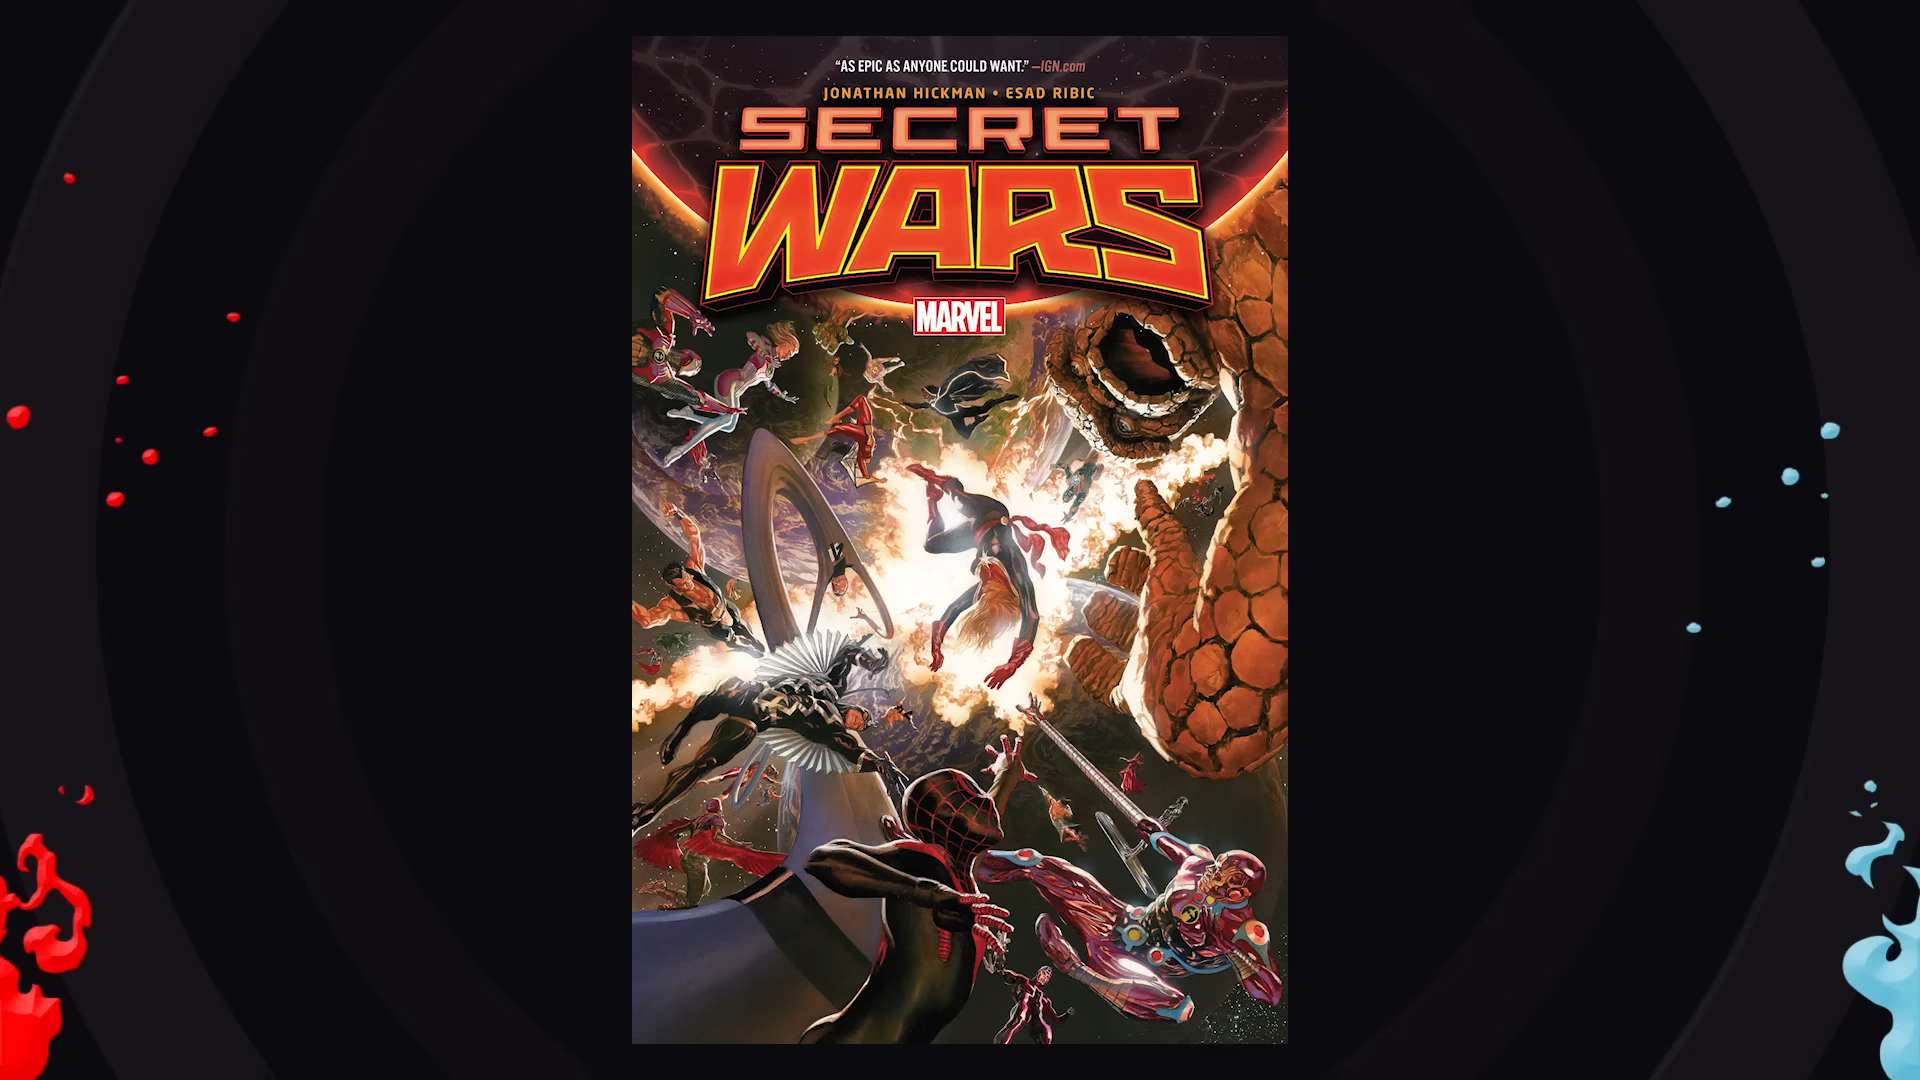 “AS EPIC AS ANYONE COULD WANT.” —IGN.com
JONATHAN HICKMAN • ESAD RIBIC
SECRET
WARS
MARVEL